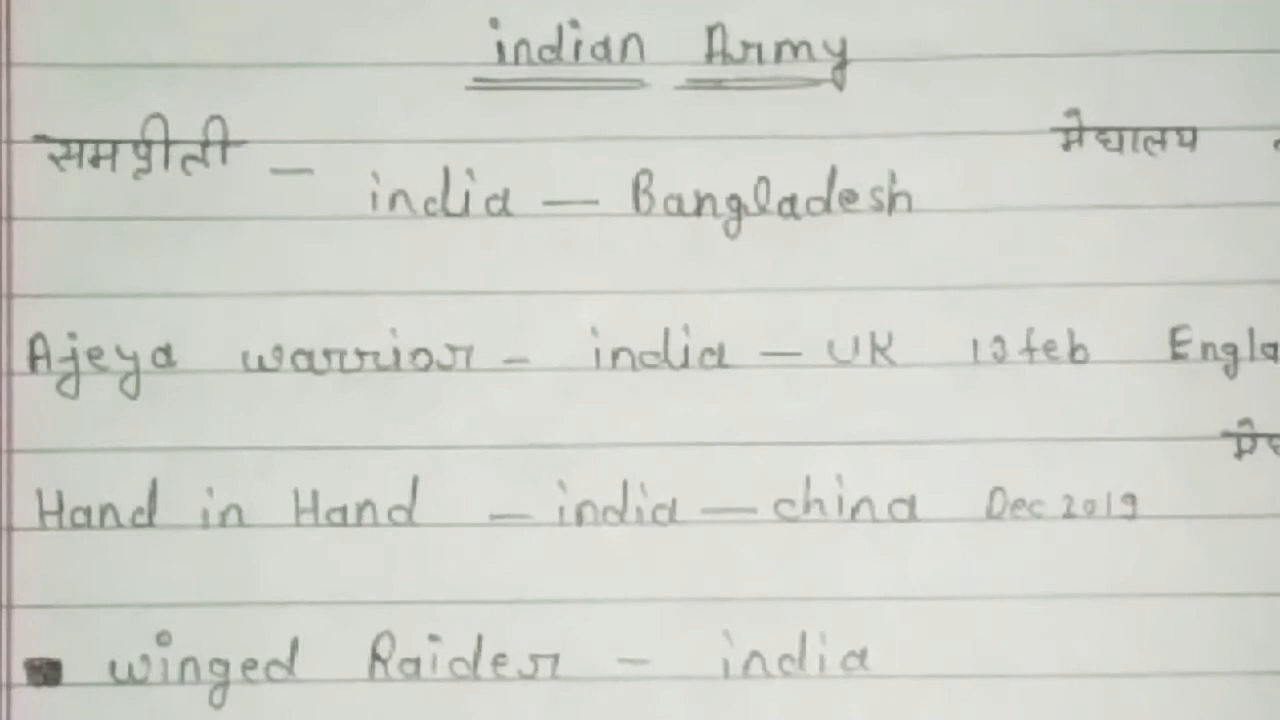 indian Army
समप्रीती – india — Bangladesh मेघालय
Ajeya warrior – india — UK 13 feb Engla
Hand in Hand – india — china Dec 2019
winged Raider – india